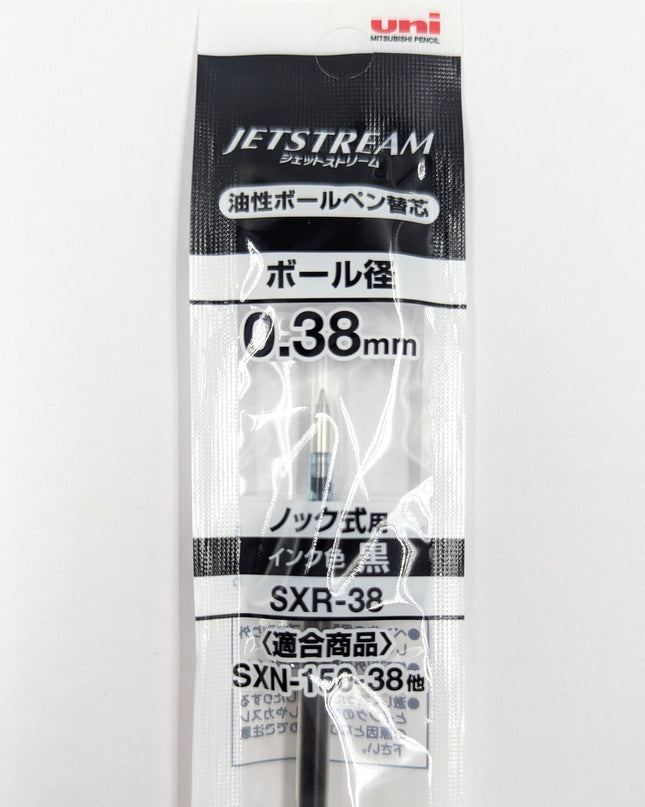 uni
MITSUBISHI PENCIL
JETSTREAM
ジェットストリーム
油性ボールペン替芯
ボール径
0.38mm
ノック式用
インク色 黒
SXR-38
〈適合商品〉
SXN-150-38他